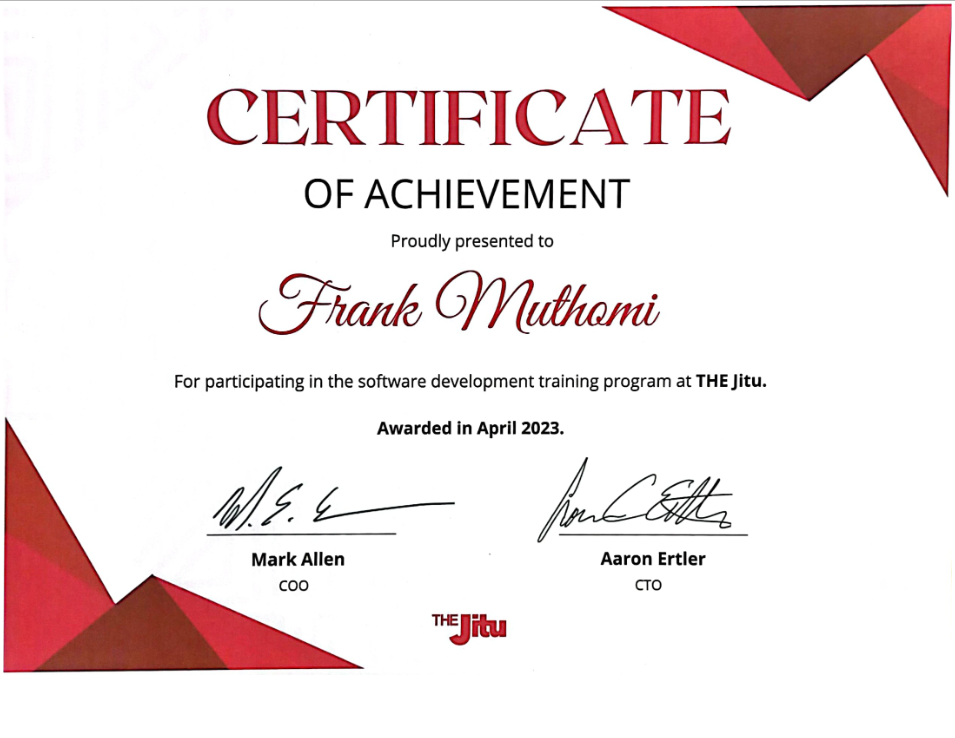 CERTIFICATE
OF ACHIEVEMENT
Proudly presented to
Frank Muthomi
For participating in the software development training program at THE Jitu.
Awarded in April 2023.
Mark Allen
Aaron Ertler
COO
CTO
THE Jitu